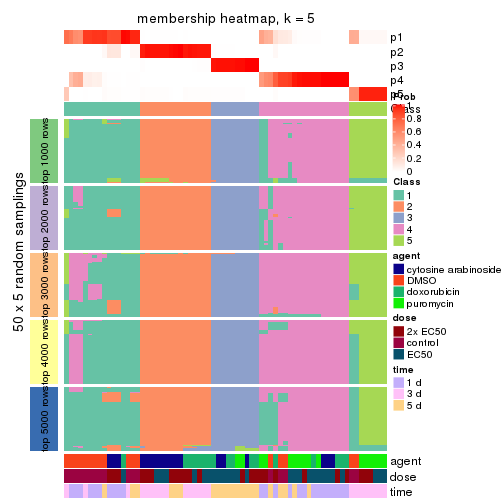 membership heatmap, k = 5
p1
p2
p3
p4
p5
Prob
1
0.8
0.6
0.4
0.2
0
Class
Class
1
2
3
4
5
agent
cytosine arabinoside
DMSO
doxorubicin
puromycin
dose
2x EC50
control
EC50
time
1 d
3 d
5 d
50 x 5 random samplings
top 1000 rows
top 2000 rows
top 3000 rows
top 4000 rows
top 5000 rows
agent
dose
time